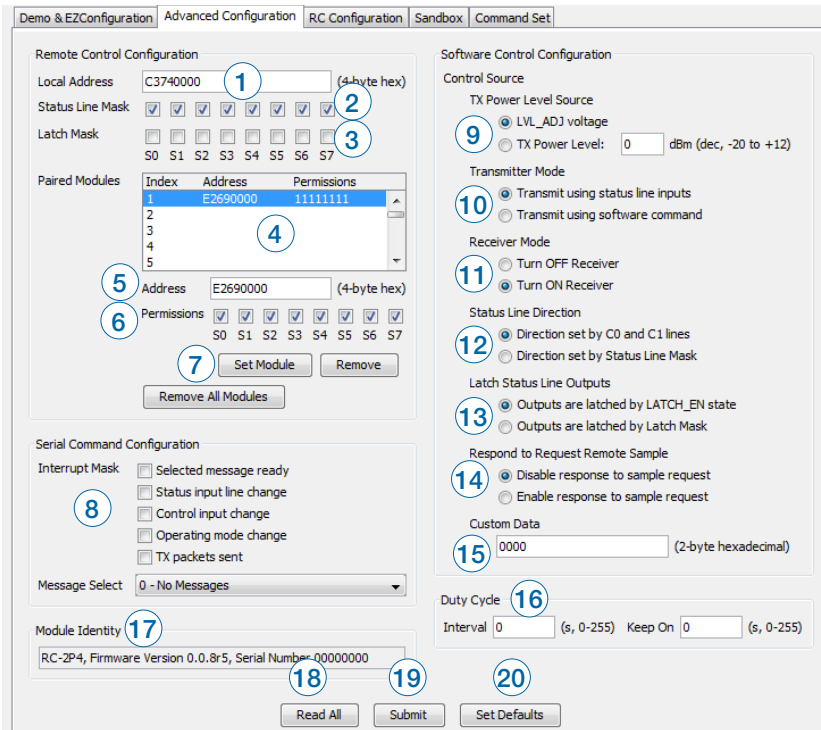 Demo & EZConfiguration Advanced Configuration RC Configuration Sandbox Command Set
Remote Control Configuration
Local Address C3740000 1 (4-byte hex)
Status Line Mask 2
Latch Mask 3
S0 S1 S2 S3 S4 S5 S6 S7
Paired Modules Index Address Permissions
1 E2690000 11111111
2
3
4
5
4
5 Address E2690000 (4-byte hex)
6 Permissions
S0 S1 S2 S3 S4 S5 S6 S7
7 Set Module Remove
Remove All Modules
Serial Command Configuration
Interrupt Mask Selected message ready
Status input line change
8 Control input change
Operating mode change
TX packets sent
Message Select 0 - No Messages
Module Identity 17
RC-2P4, Firmware Version 0.0.8r5, Serial Number 00000000
Software Control Configuration
Control Source
TX Power Level Source
9 LVL_ADJ voltage
TX Power Level: 0 dBm (dec, -20 to +12)
Transmitter Mode
10 Transmit using status line inputs
Transmit using software command
Receiver Mode
11 Turn OFF Receiver
Turn ON Receiver
Status Line Direction
12 Direction set by C0 and C1 lines
Direction set by Status Line Mask
Latch Status Line Outputs
13 Outputs are latched by LATCH_EN state
Outputs are latched by Latch Mask
Respond to Request Remote Sample
14 Disable response to sample request
Enable response to sample request
Custom Data
15 0000 (2-byte hexadecimal)
Duty Cycle 16
Interval 0 (s, 0-255) Keep On 0 (s, 0-255)
18 19 20
Read All Submit Set Defaults